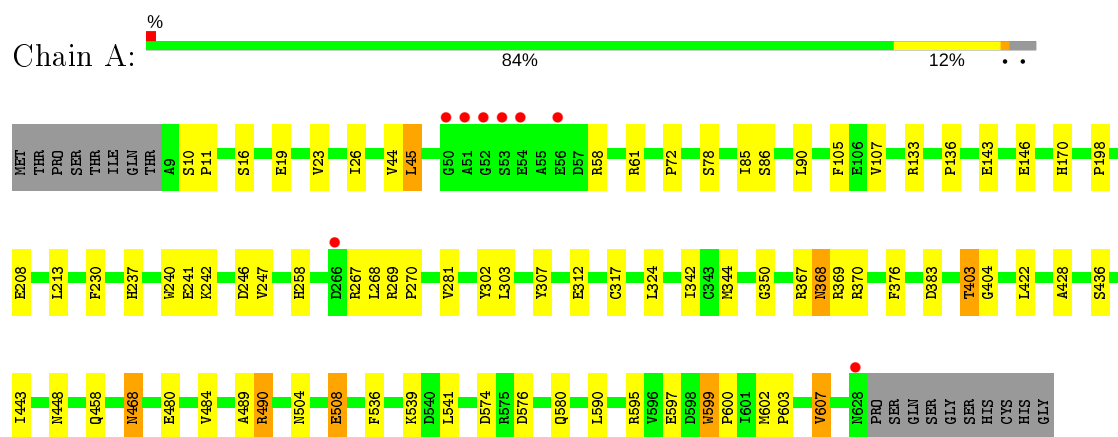 %
Chain A:
84% 12% • •
MET THR PRO SER THR ILE GLN THR A9 S10 P11 S16 E19 V23 I26 V44 L45 G50 A51 G52 S53 E54 A55 E56 D57 R58 R61 P72 S78 I85 S86 L90 F105 E106 V107 R133 P136 E143 E146 H170 P198
E208 L213 F230 H237 W240 E241 K242 D246 V247 H258 D266 R267 L268 R269 P270 V281 Y302 L303 Y307 E312 C317 L324 I342 C343 M344 G350 R367 N368 R369 R370 F376 D383 T403 G404 L422 A428 S436
I443 N448 Q458 N468 E480 V484 A489 R490 N504 E508 F536 K539 D540 L541 D574 R575 D576 Q580 L590 R595 V596 E597 D598 W599 P600 I601 M602 P603 V607 N628 PRO SER GLN SER GLY SER HIS CYS HIS GLY